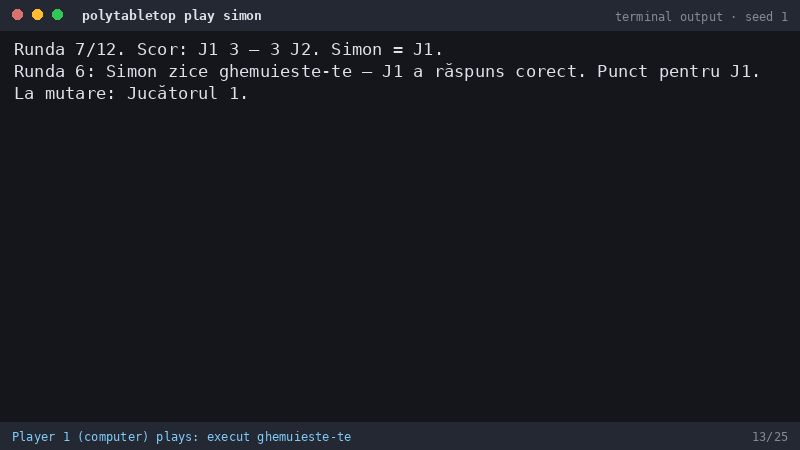 polytabletop play simon
terminal output · seed 1
Runda 7/12. Scor: J1 3 — 3 J2. Simon = J1.
Runda 6: Simon zice ghemuieste-te — J1 a răspuns corect. Punct pentru J1.
La mutare: Jucătorul 1.
Player 1 (computer) plays: execut ghemuieste-te
13/25